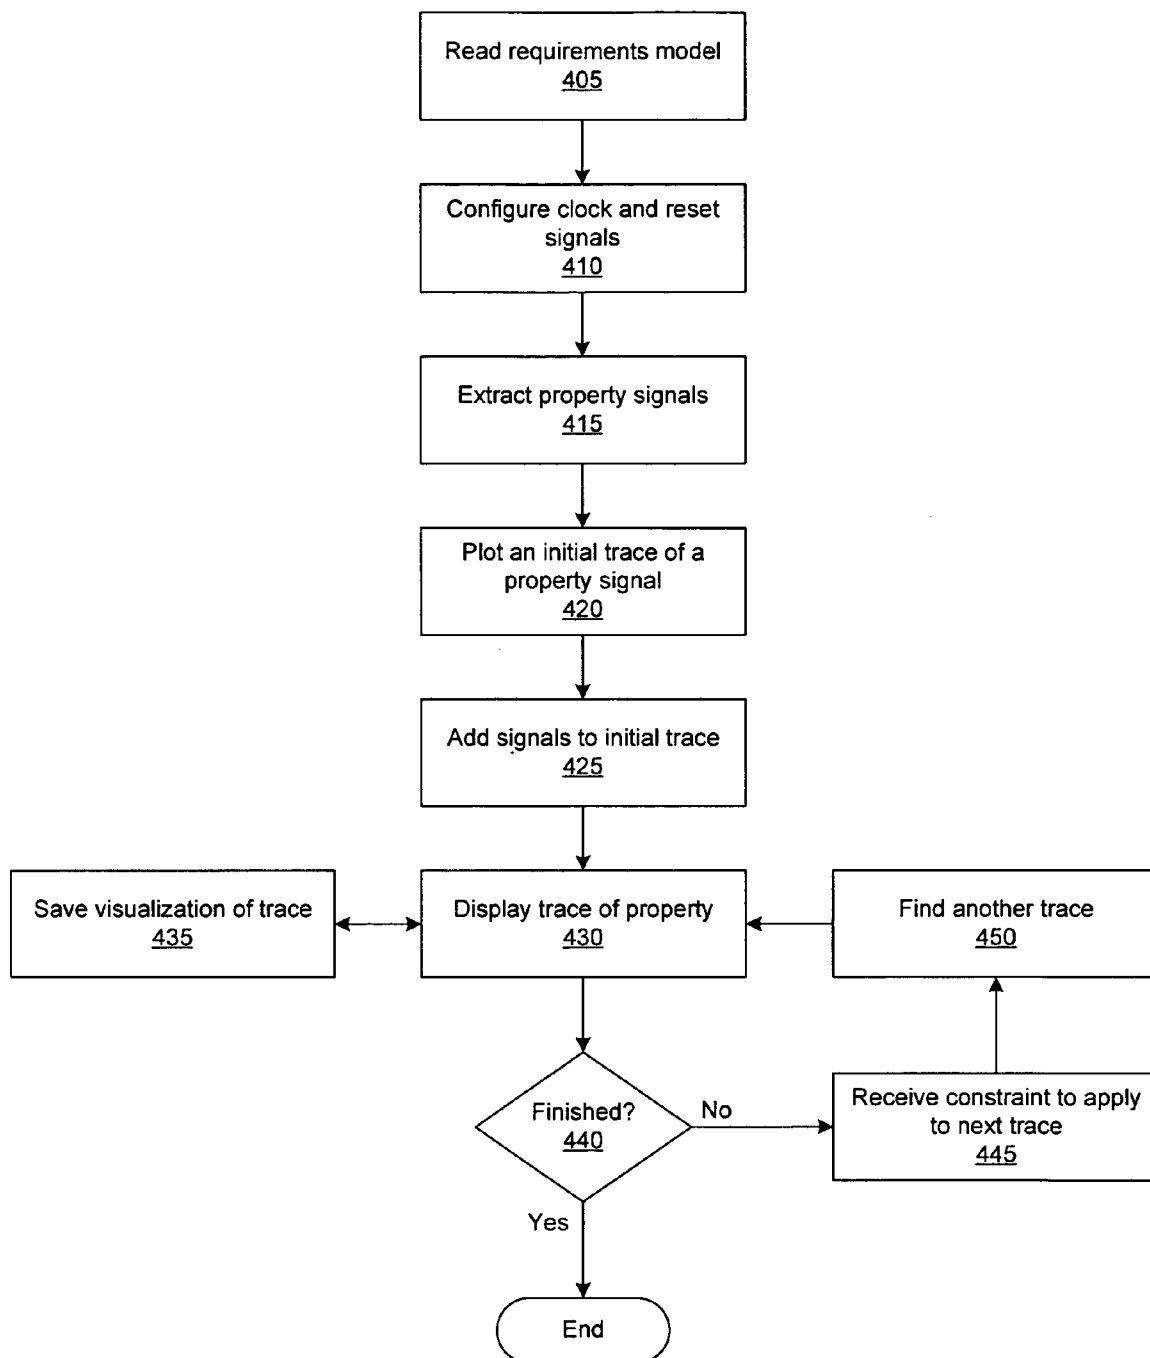 Read requirements model
405
Configure clock and reset
signals
410
Extract property signals
415
Plot an initial trace of a
property signal
420
Add signals to initial trace
425
Save visualization of trace
435
Display trace of property
430
Find another trace
450
Finished?
440
No
Receive constraint to apply
to next trace
445
Yes
End